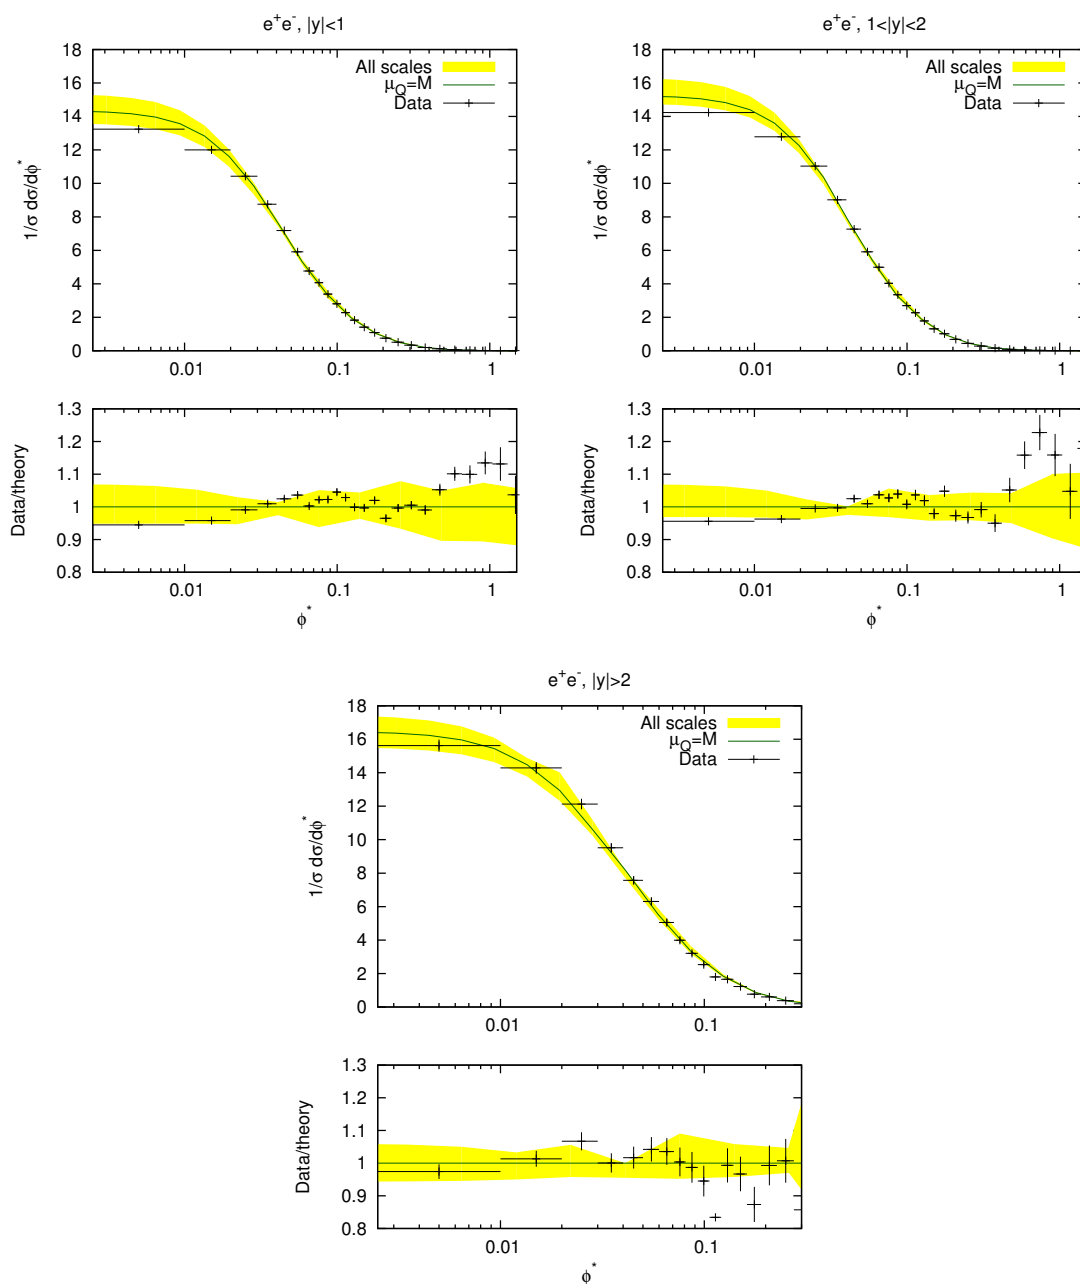 e+e-, |y|<1
18
16
14
12
10
8
6
4
2
0
1/σ dσ/dφ*
All scales
μQ=M
Data
0.01 0.1 1
1.3
1.2
1.1
1
0.9
0.8
Data/theory
0.01 0.1 1
φ*
e+e-, 1<|y|<2
18
16
14
12
10
8
6
4
2
0
1/σ dσ/dφ*
All scales
μQ=M
Data
0.01 0.1 1
1.3
1.2
1.1
1
0.9
0.8
Data/theory
0.01 0.1 1
φ*
e+e-, |y|>2
18
16
14
12
10
8
6
4
2
0
1/σ dσ/dφ*
All scales
μQ=M
Data
0.01 0.1
1.3
1.2
1.1
1
0.9
0.8
Data/theory
0.01 0.1
φ*